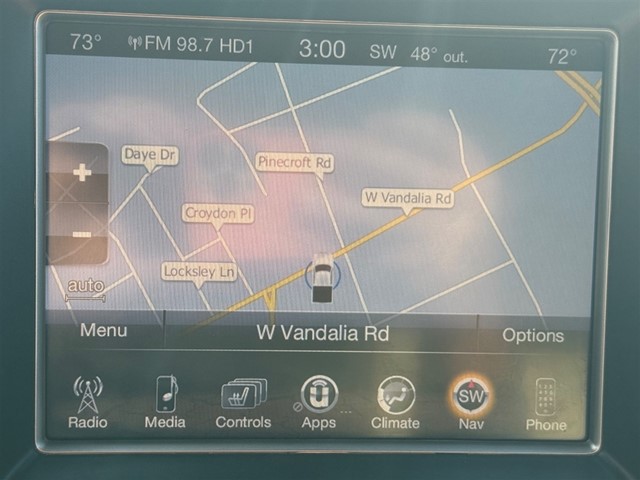 73° FM 98.7 HD1 3:00 SW 48° out. 72°
Daye Dr
Pinecroft Rd
W Vandalia Rd
Croydon Pl
Locksley Ln
+
-
auto
Menu W Vandalia Rd Options
SW
Radio Media Controls Apps Climate Nav Phone